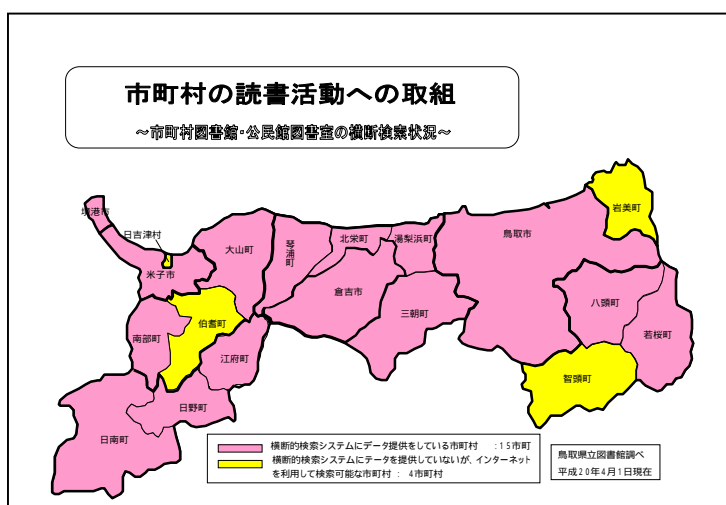 市町村の読書活動への取組
～市町村図書館・公民館図書室の横断検索状況～
岩美町
境港市
日吉津村
大山町
琴浦町
北栄町
湯梨浜町
鳥取市
米子市
倉吉市
八頭町
三朝町
伯耆町
南部町
若桜町
江府町
智頭町
日野町
日南町
横断的検索システムにデータ提供をしている市町村 :15市町
横断的検索システムにデータを提供していないが、インターネット
を利用して検索可能な市町村 : 4市町村
鳥取県立図書館調べ
平成20年4月1日現在